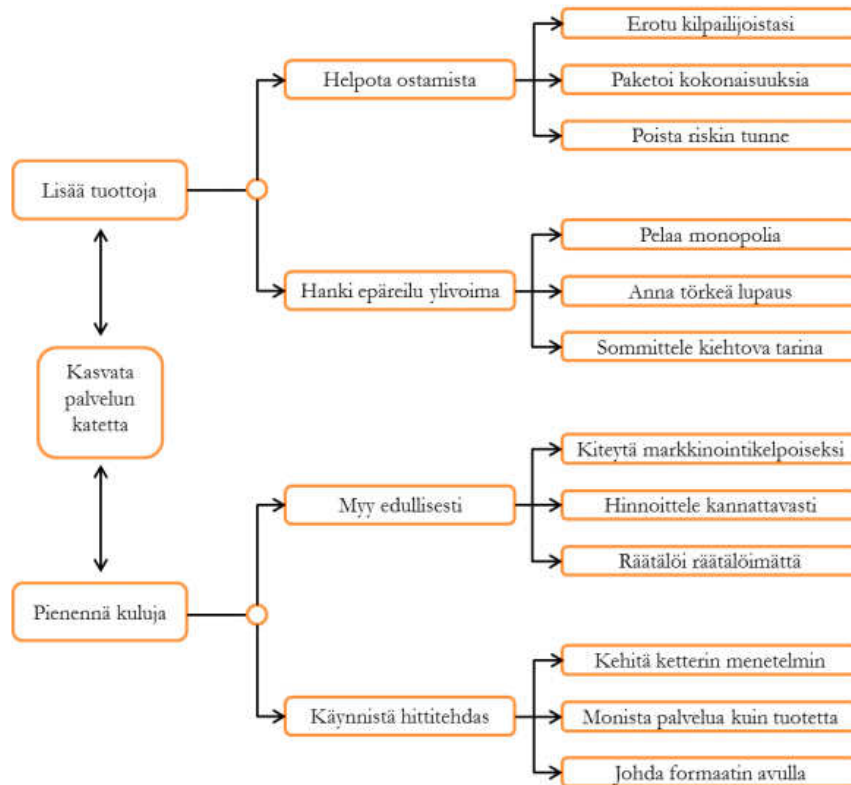 Erotu kilpailijoistasi
Helpota ostamista
Paketoi kokonaisuuksia
Poista riskin tunne
Lisää tuottoja
Pelaa monopolia
Hanki epäreilu ylivoima
Anna törkeä lupaus
Sommittele kiehtova tarina
Kasvata
palvelun
katetta
Kiteytä markkinointikelpoiseksi
Myy edullisesti
Hinnoittele kannattavasti
Räätälöi räätälöimättä
Pienennä kuluja
Kehitä ketterin menetelmin
Käynnistä hittitehdas
Monista palvelua kuin tuotetta
Johda formaatin avulla